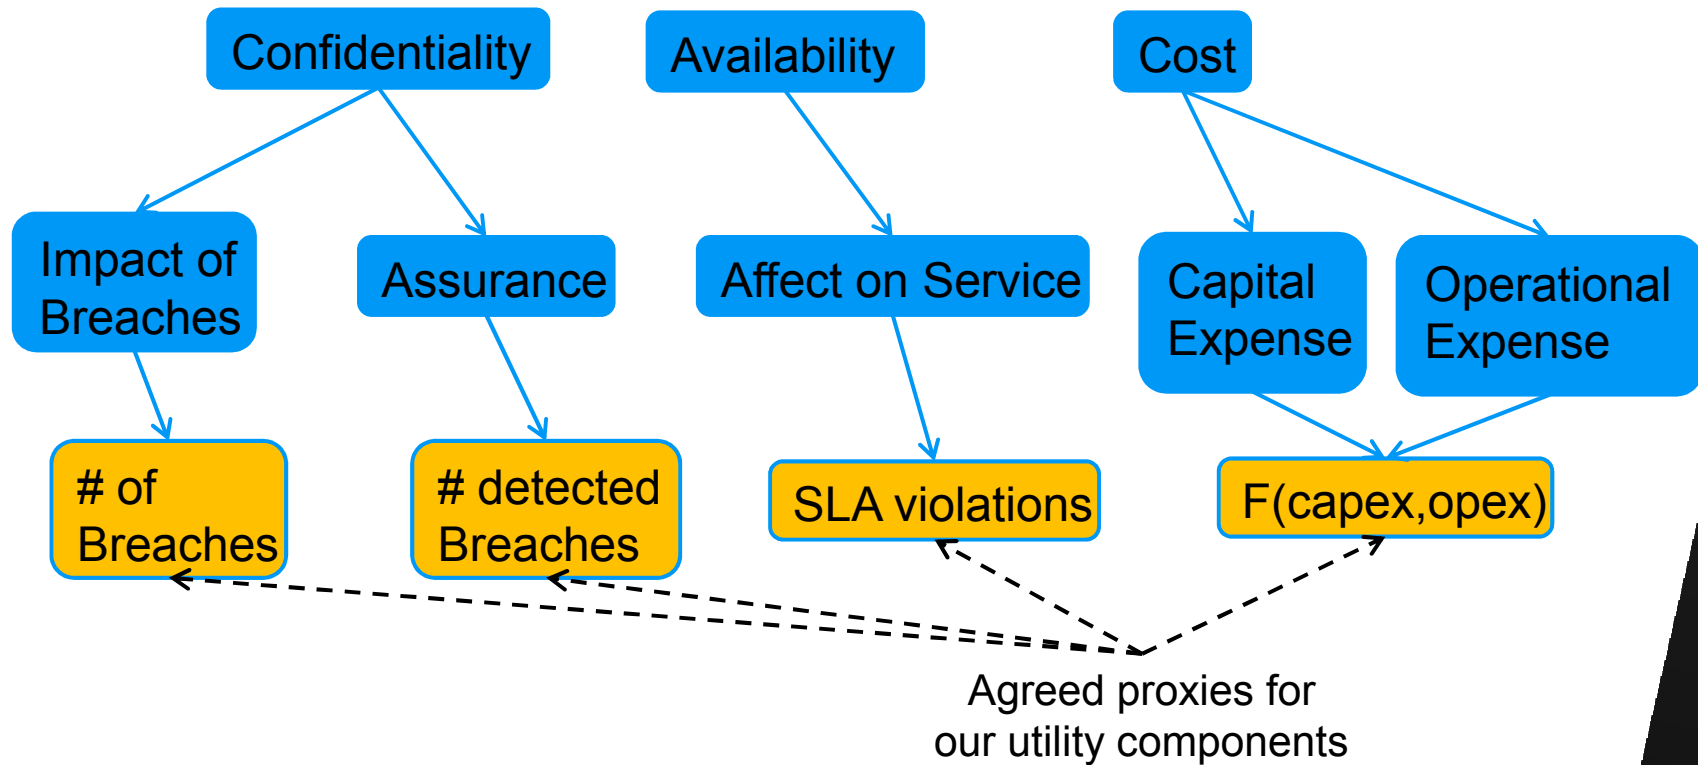 Confidentiality
Availability
Cost
Impact of
Breaches
Assurance
Affect on Service
Capital
Expense
Operational
Expense
# of
Breaches
# detected
Breaches
SLA violations
F(capex,opex)
Agreed proxies for
our utility components